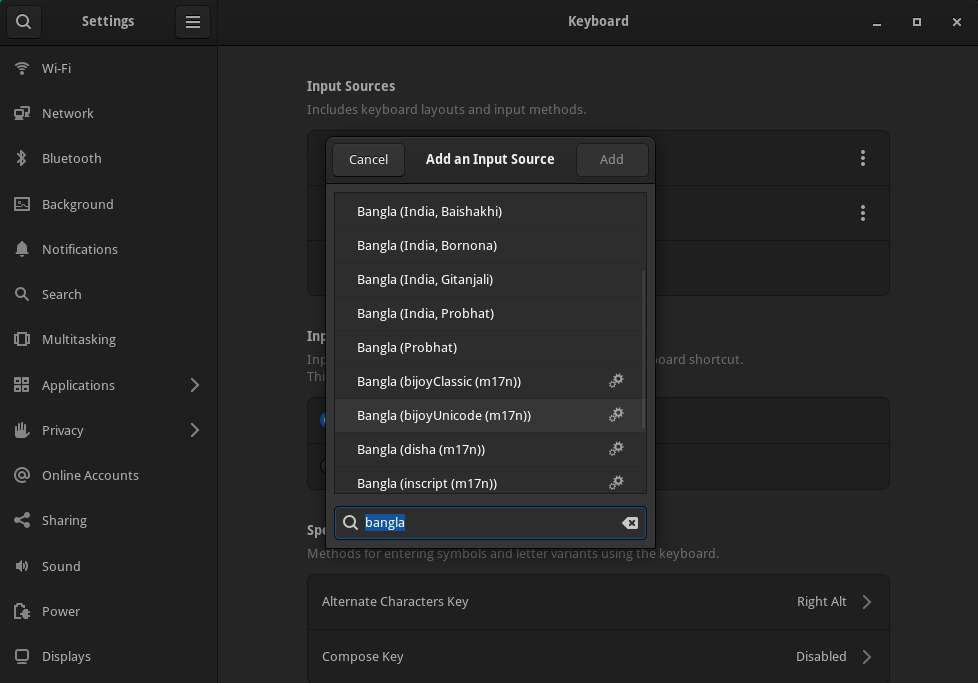 Settings
Keyboard
Wi-Fi
Network
Bluetooth
Background
Notifications
Search
Multitasking
Applications
Privacy
Online Accounts
Sharing
Sound
Power
Displays
Input Sources
Includes keyboard layouts and input methods.
Cancel
Add an Input Source
Add
Bangla (India, Baishakhi)
Bangla (India, Bornona)
Bangla (India, Gitanjali)
Bangla (India, Probhat)
Bangla (Probhat)
Bangla (bijoyClassic (m17n))
Bangla (bijoyUnicode (m17n))
Bangla (disha (m17n))
Bangla (inscript (m17n))
bangla
Inp
Inp board shortcut.
Thi
Spe
Methods for entering symbols and letter variants using the keyboard.
Alternate Characters Key Right Alt
Compose Key Disabled